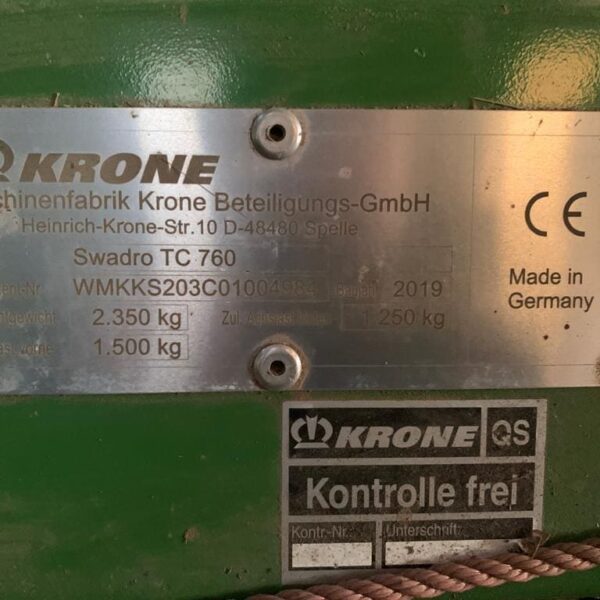 KRONE
chinenfabrik Krone Beteiligungs-GmbH
Heinrich-Krone-Str.10 D-48480 Spelle
Swadro TC 760
WMKKS203C01004984 2019
2.350 kg Zul. 1.250 kg
1.500 kg
CE
Made in
Germany
KRONE QS
Kontrolle frei
Kontr.-Nr. Unterschrift: